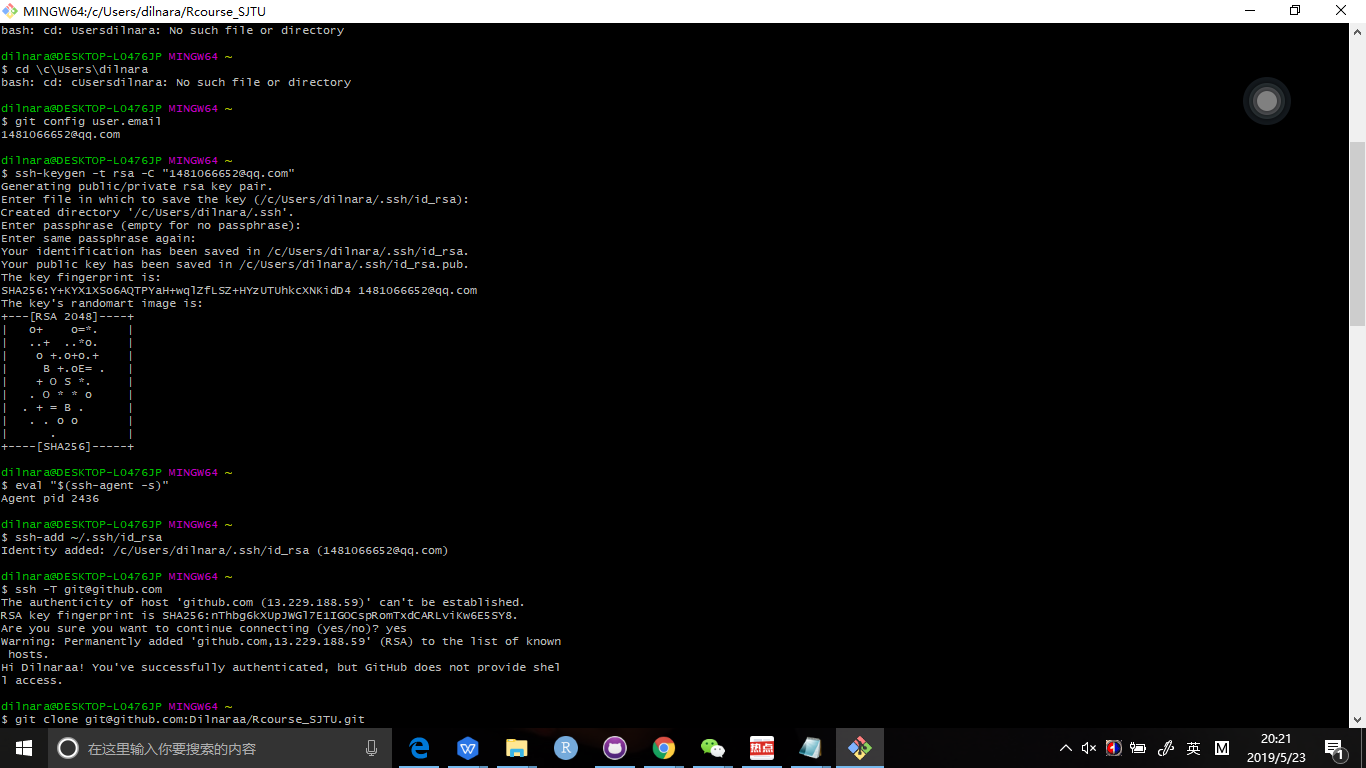 MINGW64:/c/Users/dilnara/Rcourse_SJTU
bash: cd: Usersdilnara: No such file or directory
dilnara@DESKTOP-LO476JP MINGW64 ~
$ cd \c\Users\dilnara
bash: cd: cUsersdilnara: No such file or directory
dilnara@DESKTOP-LO476JP MINGW64 ~
$ git config user.email
1481066652@qq.com
dilnara@DESKTOP-LO476JP MINGW64 ~
$ ssh-keygen -t rsa -C "1481066652@qq.com"
Generating public/private rsa key pair.
Enter file in which to save the key (/c/Users/dilnara/.ssh/id_rsa):
Created directory '/c/Users/dilnara/.ssh'.
Enter passphrase (empty for no passphrase):
Enter same passphrase again:
Your identification has been saved in /c/Users/dilnara/.ssh/id_rsa.
Your public key has been saved in /c/Users/dilnara/.ssh/id_rsa.pub.
The key fingerprint is:
SHA256:Y+KYX1XSo6AQTPYaH+wqlZfLSZ+HYzUTUhkcXNKidD4 1481066652@qq.com
The key's randomart image is:
+---[RSA 2048]----+
|   o+    o=*.    |
|   ..+  ..*o.    |
|    o +.o+o.+    |
|     B +.oE= .   |
|    + O S *.     |
|   . O * * o     |
|  . + = B .      |
|   . . o o       |
|      .          |
+----[SHA256]-----+
dilnara@DESKTOP-LO476JP MINGW64 ~
$ eval "$(ssh-agent -s)"
Agent pid 2436
dilnara@DESKTOP-LO476JP MINGW64 ~
$ ssh-add ~/.ssh/id_rsa
Identity added: /c/Users/dilnara/.ssh/id_rsa (1481066652@qq.com)
dilnara@DESKTOP-LO476JP MINGW64 ~
$ ssh -T git@github.com
The authenticity of host 'github.com (13.229.188.59)' can't be established.
RSA key fingerprint is SHA256:nThbg6kXUpJWGl7E1IGOCspRomTxdCARLviKw6E5SY8.
Are you sure you want to continue connecting (yes/no)? yes
Warning: Permanently added 'github.com,13.229.188.59' (RSA) to the list of known
 hosts.
Hi Dilnaraa! You've successfully authenticated, but GitHub does not provide shel
l access.
dilnara@DESKTOP-LO476JP MINGW64 ~
$ git clone git@github.com:Dilnaraa/Rcourse_SJTU.git
在这里输入你要搜索的内容
R
热点
英
M
20:21
2019/5/23
1